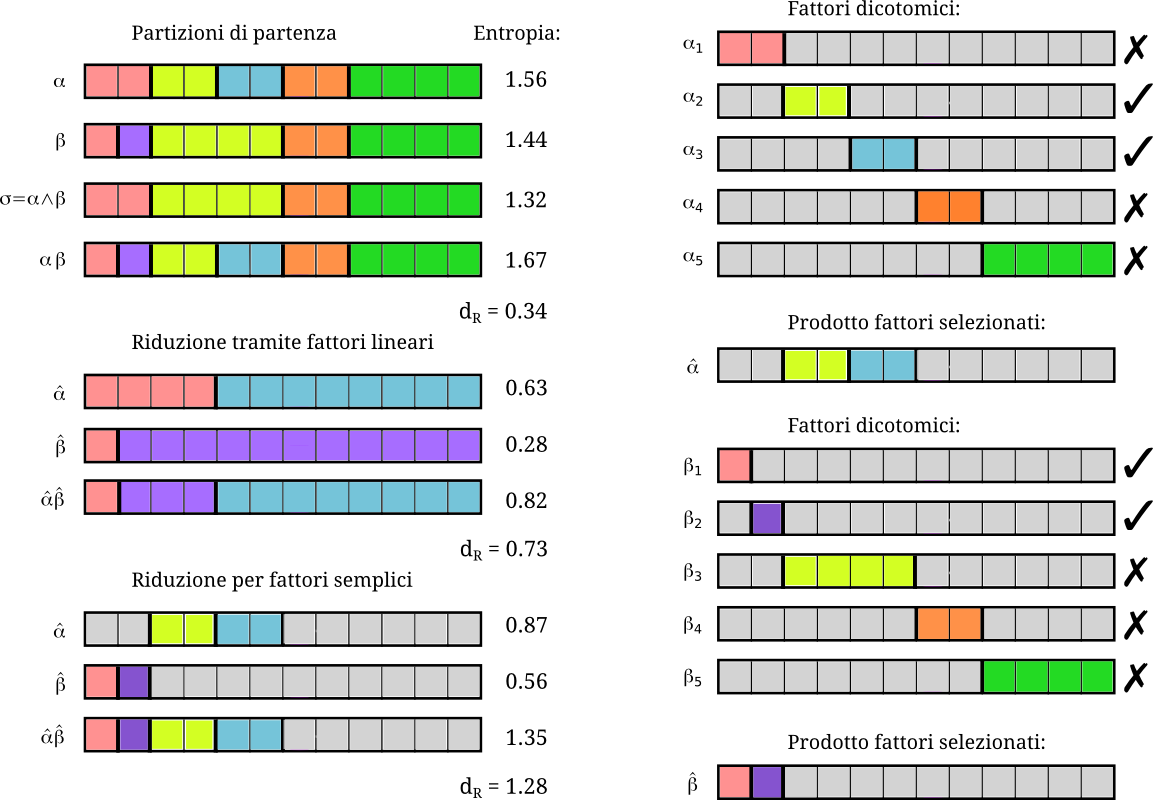 Partizioni di partenza Entropia:
α 1.56
β 1.44
σ=α∧β 1.32
αβ 1.67
d_R = 0.34
Riduzione tramite fattori lineari
α̂ 0.63
β̂ 0.28
α̂β̂ 0.82
d_R = 0.73
Riduzione per fattori semplici
α̂ 0.87
β̂ 0.56
α̂β̂ 1.35
d_R = 1.28
Fattori dicotomici:
α₁ ✗
α₂ ✓
α₃ ✓
α₄ ✗
α₅ ✗
Prodotto fattori selezionati:
α̂
Fattori dicotomici:
β₁ ✓
β₂ ✓
β₃ ✗
β₄ ✗
β₅ ✗
Prodotto fattori selezionati:
β̂